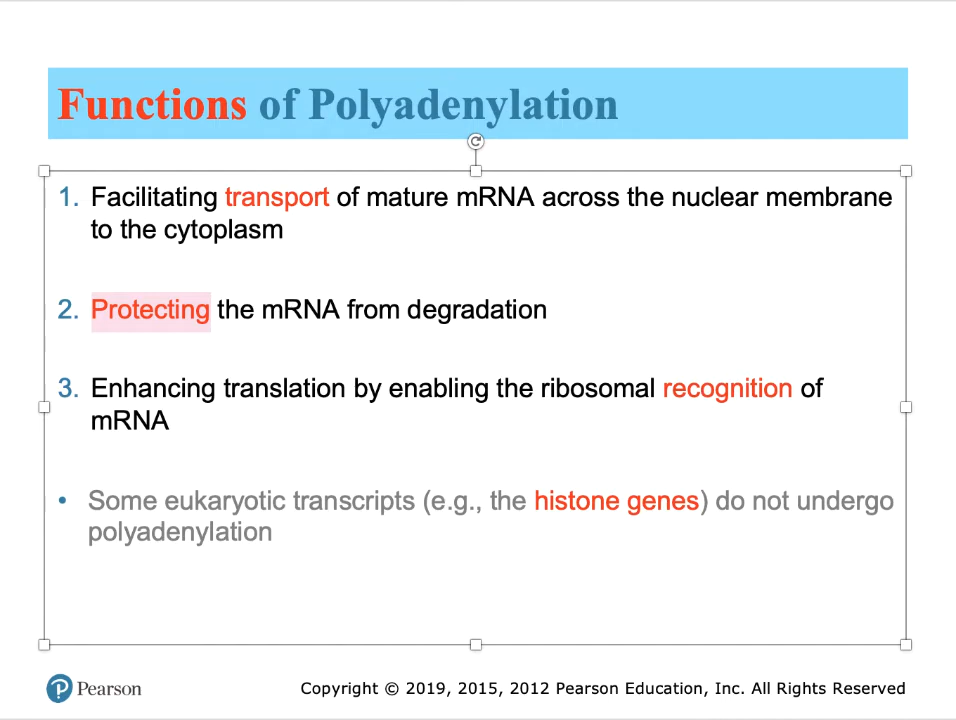 Functions of Polyadenylation
1. Facilitating transport of mature mRNA across the nuclear membrane
to the cytoplasm
2. Protecting the mRNA from degradation
3. Enhancing translation by enabling the ribosomal recognition of
mRNA
• Some eukaryotic transcripts (e.g., the histone genes) do not undergo
polyadenylation
P Pearson
Copyright © 2019, 2015, 2012 Pearson Education, Inc. All Rights Reserved